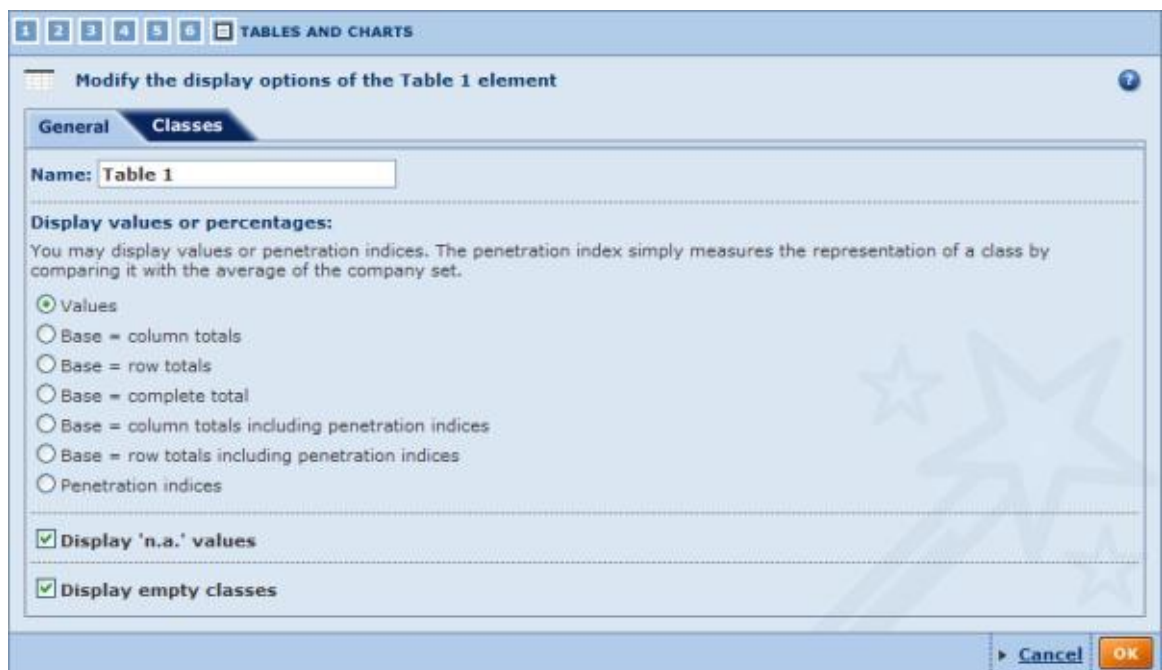 1 2 3 4 5 6 TABLES AND CHARTS
Modify the display options of the Table 1 element
?
General Classes
Name: Table 1
Display values or percentages:
You may display values or penetration indices. The penetration index simply measures the representation of a class by
comparing it with the average of the company set.
Values
Base = column totals
Base = row totals
Base = complete total
Base = column totals including penetration indices
Base = row totals including penetration indices
Penetration indices
Display 'n.a.' values
Display empty classes
Cancel OK